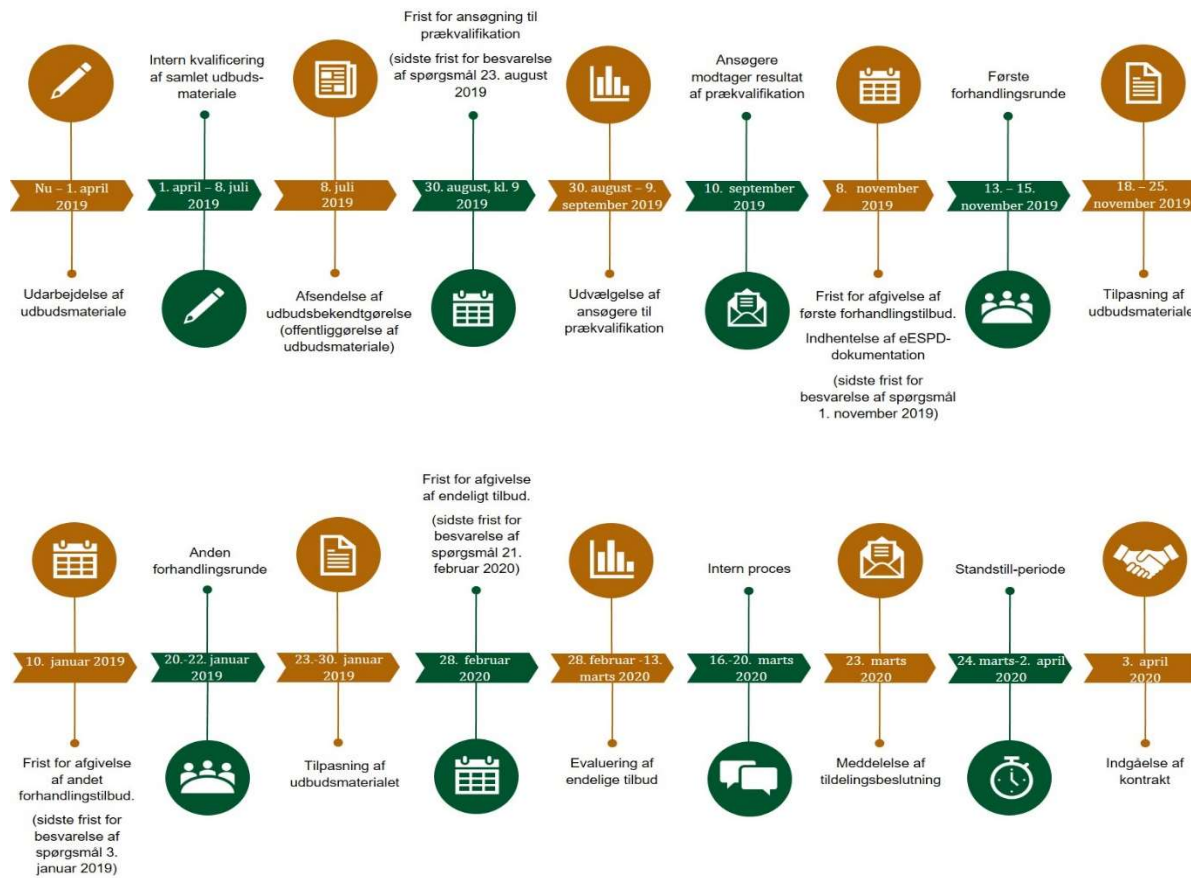 Nu – 1. april
2019
Udarbejdelse af
udbudsmateriale
Intern kvalificering
af samlet udbuds-
materiale
1. april – 8. juli
2019
8. juli
2019
Afsendelse af
udbudsbekendtgørelse
(offentliggørelse af
udbudsmateriale)
Frist for ansøgning til
prækvalifikation
(sidste frist for besvarelse
af spørgsmål 23. august
2019
30. august, kl. 9
2019
30. august – 9.
september 2019
Udvælgelse af
ansøgere til
prækvalifikation
Ansøgere
modtager resultat
af prækvalifikation
10. september
2019
8. november
2019
Frist for afgivelse af
første forhandlingstilbud.
Indhentelse af eESPD-
dokumentation
(sidste frist for
besvarelse af spørgsmål
1. november 2019)
Første
forhandlingsrunde
13. – 15.
november 2019
18. – 25.
november 2019
Tilpasning af
udbudsmateriale
10. januar 2019
Frist for afgivelse
af andet
forhandlingstilbud.
(sidste frist for
besvarelse af
spørgsmål 3.
januar 2019)
Anden
forhandlingsrunde
20.-22. januar
2019
23.-30. januar
2019
Tilpasning af
udbudsmaterialet
Frist for afgivelse
af endeligt tilbud.
(sidste frist for
besvarelse af
spørgsmål 21.
februar 2020)
28. februar
2020
28. februar -13.
marts 2020
Evaluering af
endelige tilbud
Intern proces
16.-20. marts
2020
23. marts
2020
Meddelelse af
tildelingsbeslutning
Standstill-periode
24. marts-2. april
2020
3. april
2020
Indgåelse af
kontrakt